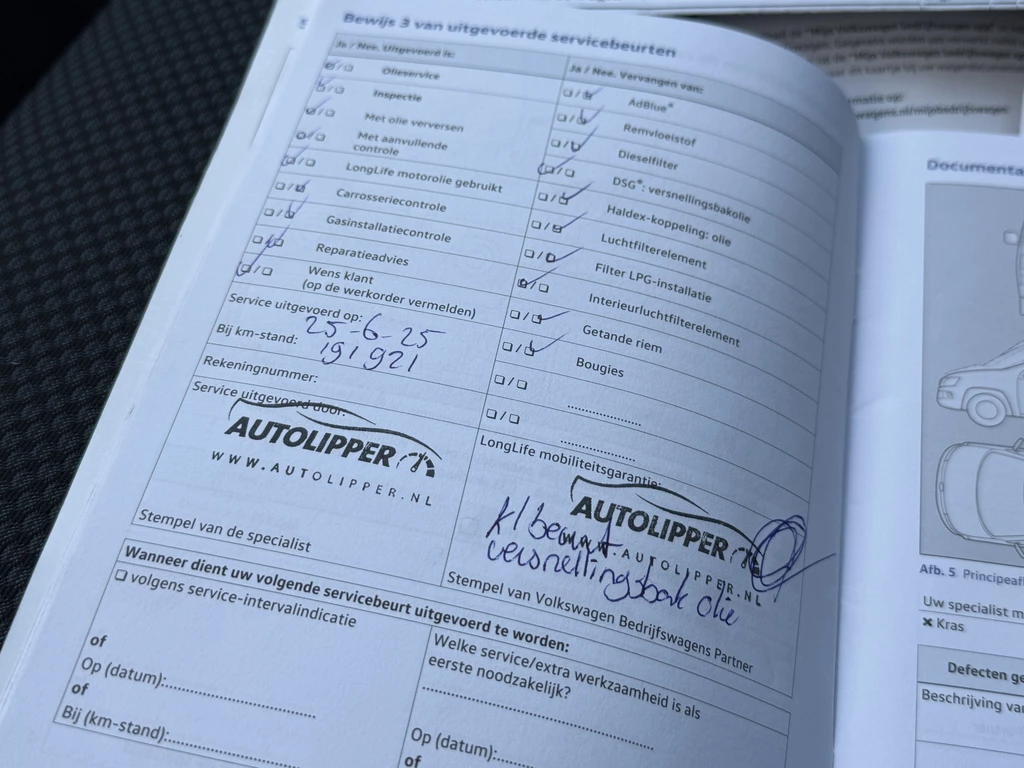 Bewijs 3 van uitgevoerde servicebeurten
Ja / Nee. Uitgevoerd is:
Olieservice
Inspectie
Met olie verversen
Met aanvullende
controle
LongLife motorolie gebruikt
Carrosseriecontrole
Gasinstallatiecontrole
Reparatieadvies
Wens klant
(op de werkorder vermelden)
Service uitgevoerd op: 25-6-25
Bij km-stand: 191921
Rekeningnummer:
Service uitgevoerd door:
AUTOLIPPER
WWW.AUTOLIPPER.NL
Stempel van de specialist
Ja / Nee. Vervangen van:
AdBlue®
Remvloeistof
Dieselfilter
DSG®: versnellingsbakolie
Haldex-koppeling: olie
Luchtfilterelement
Filter LPG-installatie
Interieurluchtfilterelement
Getande riem
Bougies
LongLife mobiliteitsgarantie:
AUTOLIPPER
AUTOLIPPER.NL
versnellingsbak olie
Stempel van Volkswagen Bedrijfswagens Partner
Wanneer dient uw volgende servicebeurt uitgevoerd te worden:
volgens service-intervalindicatie
of
Op (datum):
of
Bij (km-stand):
Welke service/extra werkzaamheid is als
eerste noodzakelijk?
Op (datum):
of
Documenta
Afb. 5 Principeaf
Uw specialist m
Kras
Defecten ge
Beschrijving va